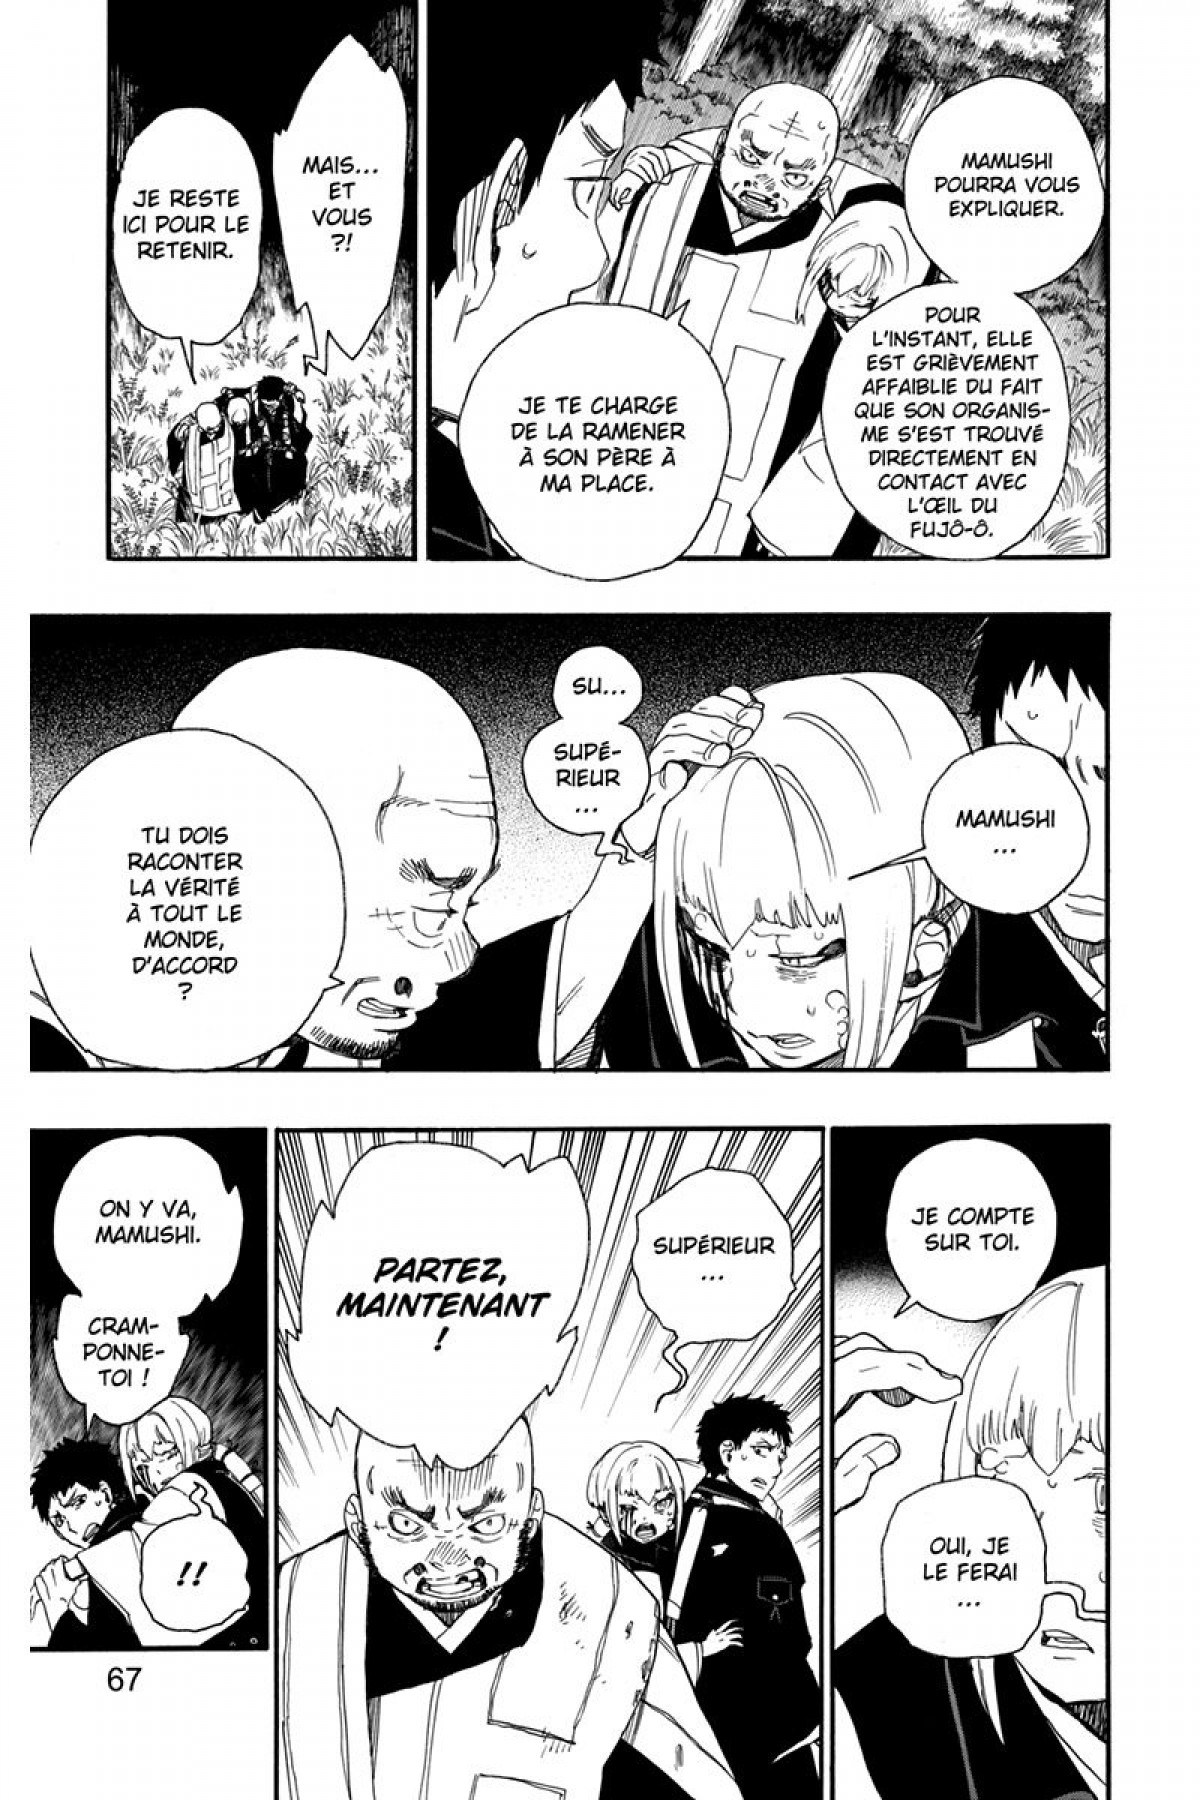 MAMUSHI
POURRA VOUS
EXPLIQUER.
POUR
L'INSTANT, ELLE
EST GRIÈVEMENT
AFFAIBLIE DU FAIT
QUE SON ORGANIS-
ME S'EST TROUVÉ
DIRECTEMENT EN
CONTACT AVEC
L'ŒIL DU
FUJÔ-Ô.
JE TE CHARGE
DE LA RAMENER
À SON PÈRE À
MA PLACE.
MAIS...
ET
VOUS
?!
JE RESTE
ICI POUR LE
RETENIR.
MAMUSHI
...
SU...
SUPÉ-
RIEUR
...
TU DOIS
RACONTER
LA VÉRITÉ
À TOUT LE
MONDE,
D'ACCORD
?
JE COMPTE
SUR TOI.
OUI, JE
LE FERAI
...
SUPÉRIEUR
...
PARTEZ,
MAINTENANT
!
ON Y VA,
MAMUSHI.
CRAM-
PONNE-
TOI !
!!
67